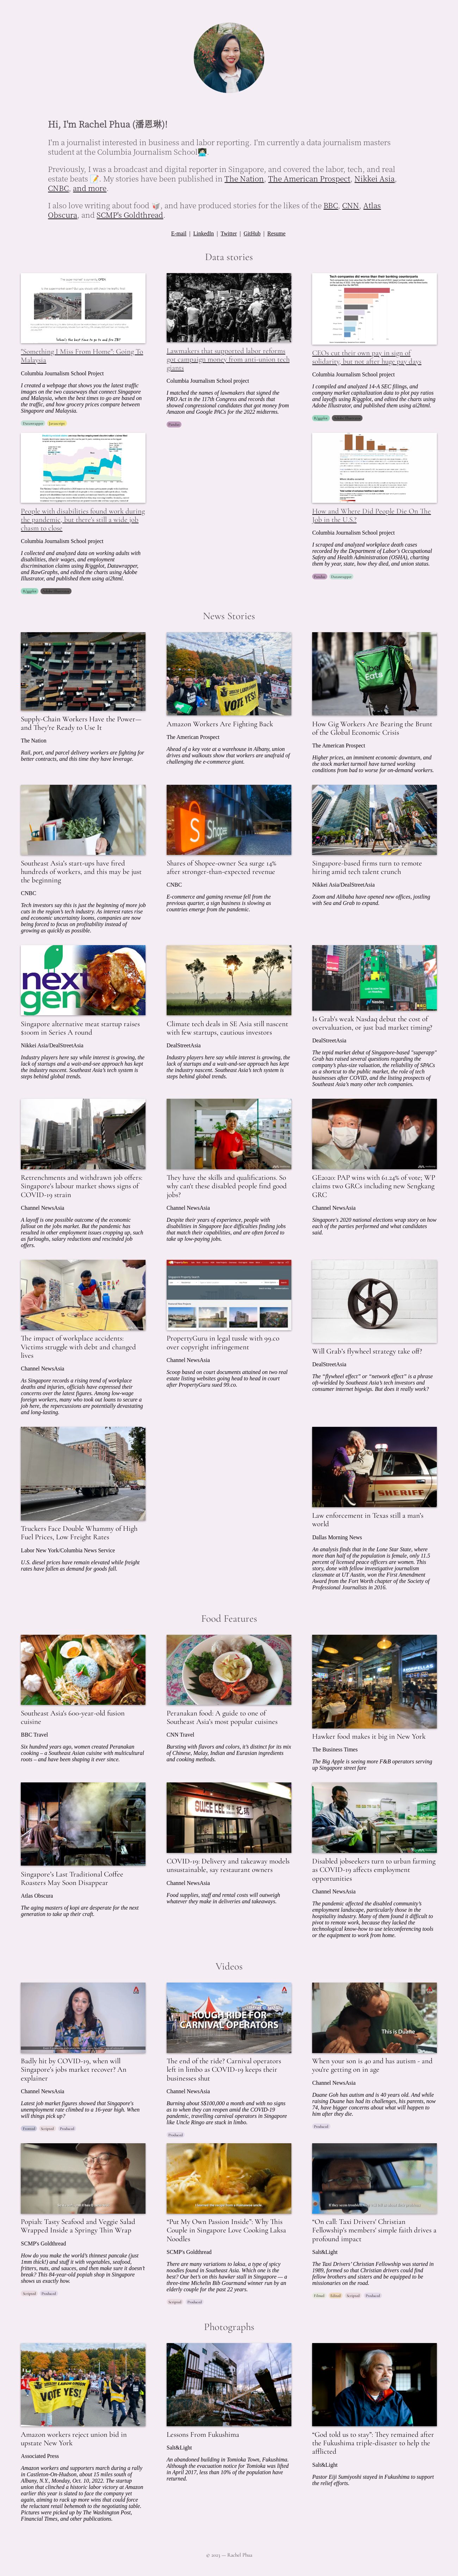 Hi, I'm Rachel Phua (潘恩琳)!
I'm a journalist interested in business and labor reporting. I'm currently a data journalism masters
student at the Columbia Journalism School👩🏻‍💻
Previously, I was a broadcast and digital reporter in Singapore, and covered the labor, tech, and real
estate beats 📝. My stories have been published in The Nation, The American Prospect, Nikkei Asia,
CNBC, and more.
I also love writing about food 🥡, and have produced stories for the likes of the BBC, CNN, Atlas
Obscura, and SCMP's Goldthread.
E-mail | LinkedIn | Twitter | GitHub | Resume
Data stories
"Something I Miss From Home": Going To
Malaysia
Columbia Journalism School Project
I created a webpage that shows you the latest traffic
images on the two causeways that connect Singapore
and Malaysia, when the best times to go are based on
the traffic, and how grocery prices compare between
Singapore and Malaysia.
Datawrapper Javascript
Lawmakers that supported labor reforms
got campaign money from anti-union tech
giants
Columbia Journalism School project
I matched the names of lawmakers that signed the
PRO Act in the 117th Congress and records that
showed congressional candidates who got money from
Amazon and Google PACs for the 2022 midterms.
Pandas
Tech companies did worse than their banking counterparts
CEOs cut their own pay in sign of
solidarity, but not after huge pay days
Columbia Journalism School project
I compiled and analyzed 14-A SEC filings, and
company market capitalization data to plot pay ratios
and layoffs using R/ggplot, and edited the charts using
Adobe Illustrator, and published them using ai2html.
R/ggplot Adobe Illustrator
People with disabilities found work during
the pandemic, but there's still a wide job
chasm to close
Columbia Journalism School project
I collected and analyzed data on working adults with
disabilities, their wages, and employment
discrimination claims using R/ggplot, Datawrapper,
and RawGraphs, and edited the charts using Adobe
Illustrator, and published them using ai2html.
R/ggplot Adobe Illustrator
How and Where Did People Die On The
Job in the U.S.?
Columbia Journalism School project
I scraped and analyzed workplace death cases
recorded by the Department of Labor's Occupational
Safety and Health Administrations (OSHA), charting
them by year, state, how they died, and union status.
Pandas Datawrapper
News Stories
Supply-Chain Workers Have the Power—
and They're Ready to Use It
The Nation
Rail, port, and parcel delivery workers are fighting for
better contracts, and this time they have leverage.
VOTE YES!
Amazon Workers Are Fighting Back
The American Prospect
Ahead of a key vote at a warehouse in Albany, union
drives and walkouts show that workers are unafraid of
challenging the e-commerce giant.
Uber
Eats
How Gig Workers Are Bearing the Brunt
of the Global Economic Crisis
The American Prospect
Higher prices, an imminent economic downturn, and
the stock market turmoil have turned working
conditions from bad to worse for on-demand workers.
Southeast Asia's start-ups have fired
hundreds of workers, and this may be just
the beginning
CNBC
Tech investors say this is just the beginning of more job
cuts in the region's tech industry. As interest rates rise
and economic uncertainty looms, companies are now
being forced to focus on profitability instead of
growing as quickly as possible.
Shopee
Shares of Shopee-owner Sea surge 14%
after stronger-than-expected revenue
CNBC
E-commerce and gaming revenue fell from the
previous quarter, a sign business is slowing as
countries emerge from the pandemic.
Singapore-based firms turn to remote
hiring amid tech talent crunch
Nikkei Asia/DealStreetAsia
Zoom and Alibaba have opened new offices, jostling
with Sea and Grab to expand.
next
gen
Singapore alternative meat startup raises
$100m in Series A round
Nikkei Asia/DealStreetAsia
Industry players here say while interest is growing, the
lack of startups and a wait-and-see approach has kept
the industry nascent. Southeast Asia's tech system is
steps behind global trends.
Climate tech deals in SE Asia still nascent
with few startups, cautious investors
DealStreetAsia
Industry players here say while interest is growing, the
lack of startups and a wait-and-see approach has kept
the industry nascent. Southeast Asia's tech system is
steps behind global trends.
Is Grab's weak Nasdaq debut the cost of
overvaluation, or just bad market timing?
DealStreetAsia
The tepid market debut of Singapore-based "superapp"
Grab has raised several questions regarding the
company's plus-size valuation, the reliability of SPACs
as a shortcut to the public market, the role of tech
businesses after COVID, and the listing prospects of
Southeast Asia's many other tech companies.
Retrenchments and withdrawn job offers:
Singapore's labour market shows signs of
COVID-19 strain
Channel NewsAsia
A layoff is one possible outcome of the economic
fallout on the jobs market. But the pandemic has
resulted in other employment issues cropping up, such
as furloughs, salary reductions and rescinded job
offers.
They have the skills and qualifications. So
why can't these disabled people find good
jobs?
Channel NewsAsia
Despite their years of experience, people with
disabilities in Singapore face difficulties finding jobs
that match their capabilities, and are often forced to
take up low-paying jobs.
GE2020: PAP wins with 61.24% of vote; WP
claims two GRCs including new Sengkang
GRC
Channel NewsAsia
Singapore's 2020 national elections wrap story on how
each of the parties performed and what candidates
said.
The impact of workplace accidents:
Victims struggle with debt and changed
lives
Channel NewsAsia
As Singapore records a rising trend of workplace
deaths and injuries, officials have expressed their
concerns over the latest figures. Among low-wage
foreign workers, many who took out loans to secure a
job here, the repercussions are potentially devastating
and long-lasting.
PropertyGuru in legal tussle with 99.co
over copyright infringement
Channel NewsAsia
Scoop based on court documents attained on two real
estate listing websites going head to head in court
after PropertyGuru sued 99.co.
Will Grab's flywheel strategy take off?
DealStreetAsia
The "flywheel effect" or "network effect" is a phrase
oft-wielded by Southeast Asia's tech investors and
consumer internet bigwigs. But does it really work?
Truckers Face Double Whammy of High
Fuel Prices, Low Freight Rates
Labor New York/Columbia News Service
U.S. diesel prices have remain elevated while freight
rates have fallen as demand for goods fall.
SHERIFF
Law enforcement in Texas still a man's
world
Dallas Morning News
An analysis finds that in the Lone Star State, where
more than half of the population is female, only 11.5
percent of licensed peace officers are women. This
story, done with fellow investigative journalism
classmate at UT Austin, won the First Amendment
Award from the Fort Worth chapter of the Society of
Professional Journalists in 2016.
Food Features
Southeast Asia's 600-year-old fusion
cuisine
BBC Travel
Six hundred years ago, women created Peranakan
cooking – a Southeast Asian cuisine with multicultural
roots – and have been shaping it ever since.
Peranakan food: A guide to one of
Southeast Asia's most popular cuisines
CNN Travel
Bursting with flavors and colors, it's distinct for its mix
of Chinese, Malay, Indian and Eurasian ingredients
and cooking methods.
Hawker food makes it big in New York
The Business Times
The Big Apple is seeing more F&B operators serving
up Singapore street fare
Singapore's Last Traditional Coffee
Roasters May Soon Disappear
Atlas Obscura
The aging masters of kopi are desperate for the next
generation to take up their craft.
COVID-19: Delivery and takeaway models
unsustainable, say restaurant owners
Channel NewsAsia
Food supplies, staff and rental costs will outweigh
whatever they make in deliveries and takeaways.
Disabled jobseekers turn to urban farming
as COVID-19 affects employment
opportunities
Channel NewsAsia
The pandemic affected the disabled community's
employment landscape, particularly those in the
hospitality industry. Many of them found it difficult to
pivot to remote work, because they lacked the
technological know-how to use teleconferencing tools
or the equipment to work from home.
Videos
Badly hit by COVID-19, when will
Singapore's jobs market recover? An
explainer
Channel NewsAsia
Latest job market figures showed that Singapore's
unemployment rate climbed to a 16-year high. When
will things pick up?
Scripted Produced
ROUGH RIDE FOR
CARNIVAL OPERATORS
The end of the ride? Carnival operators
left in limbo as COVID-19 keeps their
businesses shut
Channel NewsAsia
Burning about S$100,000 a month and with no signs
as to when they can reopen amid the COVID-19
pandemic, travelling carnival operators in Singapore
like Uncle Ringo are stuck in limbo.
Produced
This is Duane
When your son is 40 and has autism - and
you're getting on in age
Channel NewsAsia
Duane Goh has autism and is 40 years old. And while
raising Duane has had its challenges, his parents, now
74, have bigger concerns about what will happen to
him after they die.
Produced
Popiah: Tasty Seafood and Veggie Salad
Wrapped Inside a Springy Thin Wrap
SCMP's Goldthread
How do you make the world's thinnest pancake (just
1mm thick!) and roll it with vegetables, seafood,
fritters, nuts, and sauces, and then make sure it doesn't
break? This 84-year-old popiah shop in Singapore
shows us exactly how.
Scripted Produced
"Put My Own Passion Inside": Why This
Couple in Singapore Love Cooking Laksa
Noodles
SCMP's Goldthread
There are many variations to laksa, a type of spicy
noodles found in Southeast Asia. Which one is the
best? Our bet's on this hawker stall in Singapore — a
three-time Michelin Bib Gourmand winner run by an
elderly couple for the past 22 years.
Scripted Produced
"On call: Taxi Drivers' Christian
Fellowship's members' simple faith drives a
profound impact
Salt&Light
The Taxi Drivers' Christian Fellowship was started in
1989, formed so that Christian drivers could find
fellow brothers and sisters and be equipped to be
missionaries on the road.
Filmed Edited Scripted Produced
Photographs
VOTE YES!
Amazon workers reject union bid in
upstate New York
Associated Press
Amazon workers and supporters march during a rally
in Castleton-On-Hudson, about 15 miles south of
Albany, N.Y., Monday, Oct. 10, 2022. The startup
union that clinched a historic labor victory at Amazon
earlier this year is slated to face the company yet
again, aiming to rack up more wins that could force
the reluctant retail behemoth to the negotiating table.
Pictures were picked up by The Washington Post,
Financial Times, and other publications.
Lessons From Fukushima
Salt&Light
An abandoned building in Tomioka Town, Fukushima.
Although the evacuation notice for Tomioka was lifted
in April 2017, less than 10% of the population have
returned.
"God told us to stay": They remained after
the Fukushima triple-disaster to help the
afflicted
Salt&Light
Pastor Eiji Sumiyoshi stayed in Fukushima to support
the relief efforts.
© 2023 — Rachel Phua